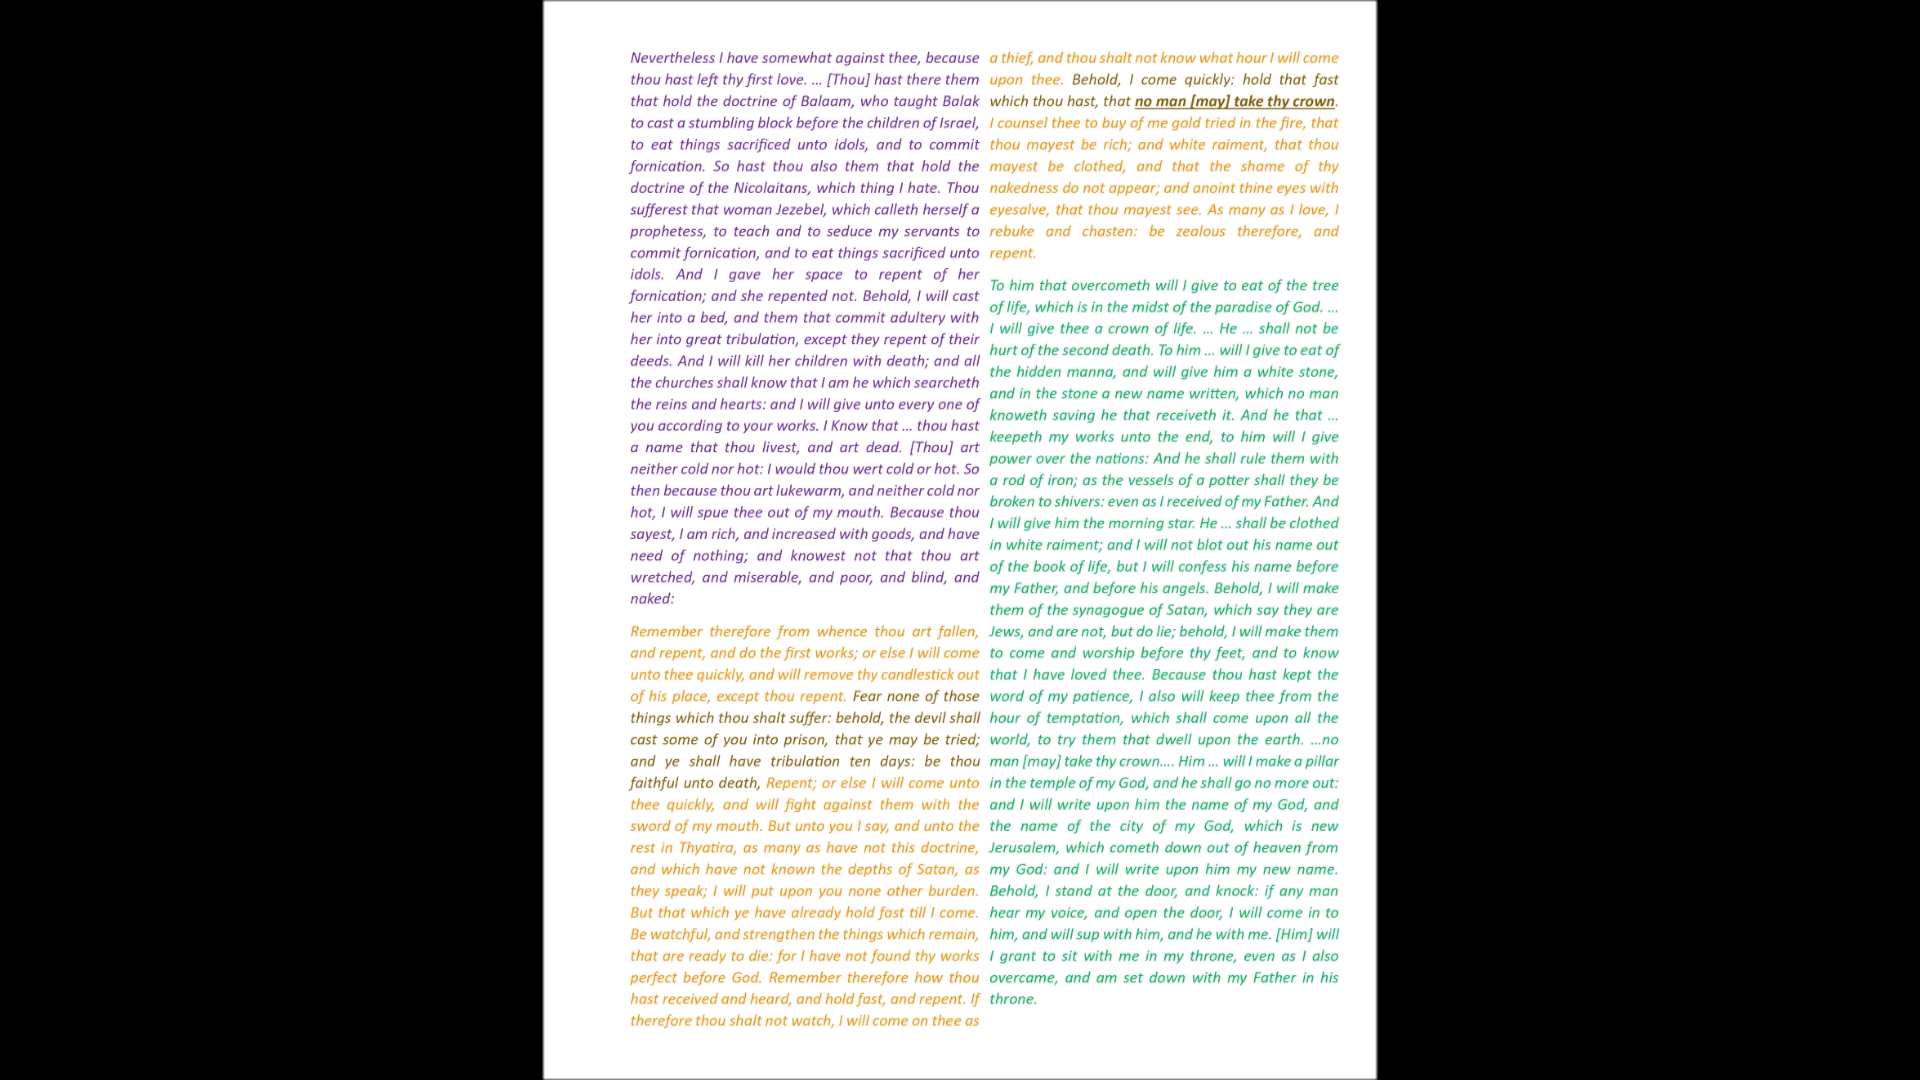 Nevertheless I have somewhat against thee, because
thou hast left thy first love. ... [Thou] hast there them
that hold the doctrine of Balaam, who taught Balak
to cast a stumbling block before the children of Israel,
to eat things sacrificed unto idols, and to commit
fornication. So hast thou also them that hold the
doctrine of the Nicolaitans, which thing I hate. Thou
sufferest that woman Jezebel, which calleth herself a
prophetess, to teach and to seduce my servants to
commit fornication, and to eat things sacrificed unto
idols. And I gave her space to repent of her
fornication; and she repented not. Behold, I will cast
her into a bed, and them that commit adultery with
her into great tribulation, except they repent of their
deeds. And I will kill her children with death; and all
the churches shall know that I am he which searcheth
the reins and hearts: and I will give unto every one of
you according to your works. I Know that ... thou hast
a name that thou livest, and art dead. [Thou] art
neither cold nor hot: I would thou wert cold or hot. So
then because thou art lukewarm, and neither cold nor
hot, I will spue thee out of my mouth. Because thou
sayest, I am rich, and increased with goods, and have
need of nothing; and knowest not that thou art
wretched, and miserable, and poor, and blind, and
naked:
Remember therefore from whence thou art fallen,
and repent, and do the first works; or else I will come
unto thee quickly, and will remove thy candlestick out
of his place, except thou repent. Fear none of those
things which thou shalt suffer: behold, the devil shall
cast some of you into prison, that ye may be tried;
and ye shall have tribulation ten days: be thou
faithful unto death, Repent; or else I will come unto
thee quickly, and will fight against them with the
sword of my mouth. But unto you I say, and unto the
rest in Thyatira, as many as have not this doctrine,
and which have not known the depths of Satan, as
they speak; I will put upon you none other burden.
But that which ye have already hold fast till I come.
Be watchful, and strengthen the things which remain,
that are ready to die: for I have not found thy works
perfect before God. Remember therefore how thou
hast received and heard, and hold fast, and repent. If
therefore thou shalt not watch, I will come on thee as
a thief, and thou shalt not know what hour I will come
upon thee. Behold, I come quickly: hold that fast
which thou hast, that no man [may] take thy crown.
I counsel thee to buy of me gold tried in the fire, that
thou mayest be rich; and white raiment, that thou
mayest be clothed, and that the shame of thy
nakedness do not appear; and anoint thine eyes with
eyesalve, that thou mayest see. As many as I love, I
rebuke and chasten: be zealous therefore, and
repent.
To him that overcometh will I give to eat of the tree
of life, which is in the midst of the paradise of God. ...
I will give thee a crown of life. ... He ... shall not be
hurt of the second death. To him ... will I give to eat of
the hidden manna, and will give him a white stone,
and in the stone a new name written, which no man
knoweth saving he that receiveth it. And he that ...
keepeth my works unto the end, to him will I give
power over the nations: And he shall rule them with
a rod of iron; as the vessels of a potter shall they be
broken to shivers: even as I received of my Father. And
I will give him the morning star. He ... shall be clothed
in white raiment; and I will not blot out his name out
of the book of life, but I will confess his name before
my Father, and before his angels. Behold, I will make
them of the synagogue of Satan, which say they are
Jews, and are not, but do lie; behold, I will make them
to come and worship before thy feet, and to know
that I have loved thee. Because thou hast kept the
word of my patience, I also will keep thee from the
hour of temptation, which shall come upon all the
world, to try them that dwell upon the earth. ...no
man [may] take thy crown.... Him ... will I make a pillar
in the temple of my God, and he shall go no more out:
and I will write upon him the name of my God, and
the name of the city of my God, which is new
Jerusalem, which cometh down out of heaven from
my God: and I will write upon him my new name.
Behold, I stand at the door, and knock: if any man
hear my voice, and open the door, I will come in to
him, and will sup with him, and he with me. [Him] will
I grant to sit with me in my throne, even as I also
overcame, and am set down with my Father in his
throne.